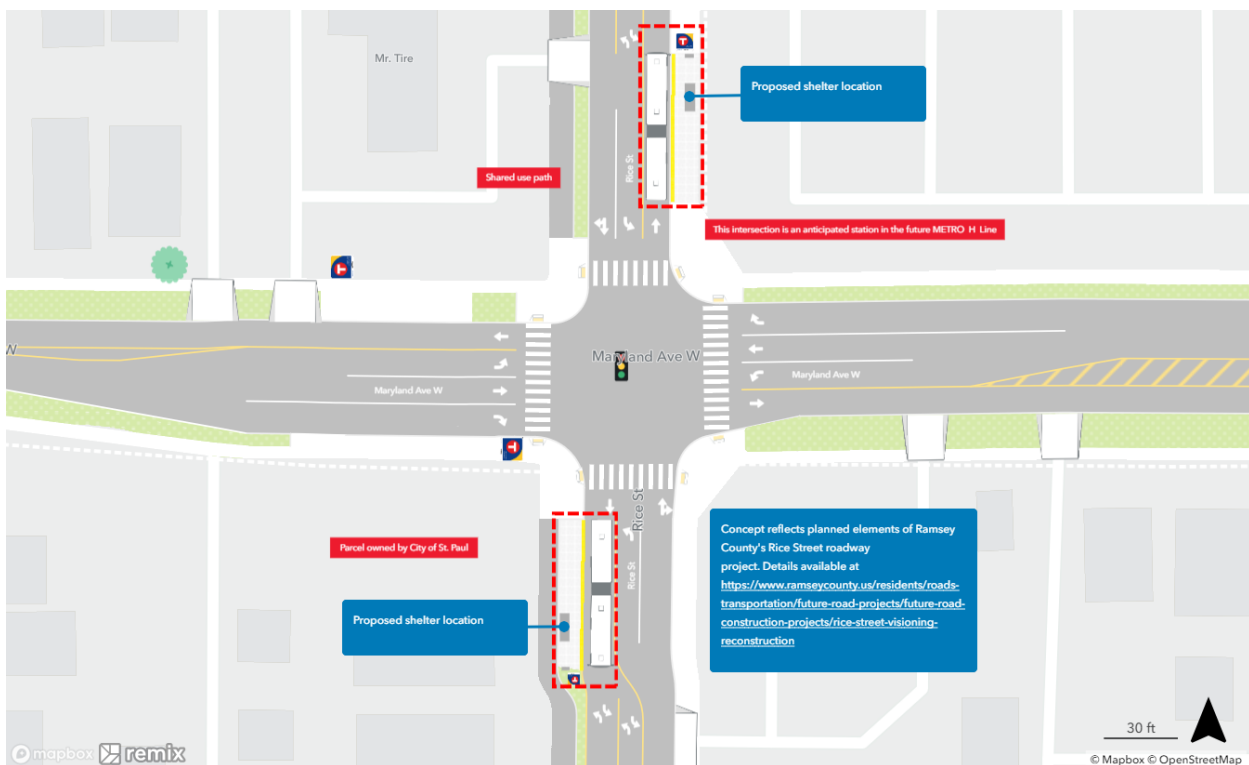 Mr. Tire
Proposed shelter location
Rice St
Shared use path
This intersection is an anticipated station in the future METRO H Line
Maryland Ave W
W
Maryland Ave W
Maryland Ave W
Rice St
Parcel owned by City of St. Paul
Rice St
Proposed shelter location
Concept reflects planned elements of Ramsey
County's Rice Street roadway
project. Details available at
https://www.ramseycounty.us/residents/roads-
transportation/future-road-projects/future-road-
construction-projects/rice-street-visioning-
reconstruction
30 ft
mapbox remix
© Mapbox © OpenStreetMap